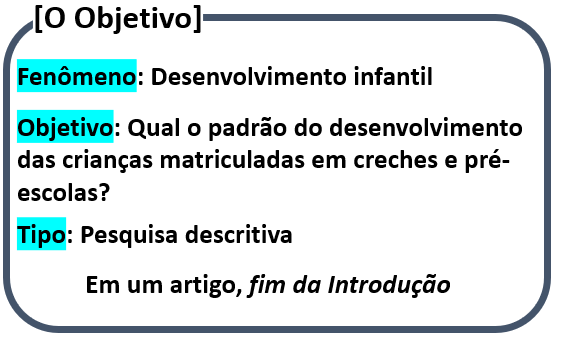 [O Objetivo]
Fenômeno: Desenvolvimento infantil
Objetivo: Qual o padrão do desenvolvimento
das crianças matriculadas em creches e pré-
escolas?
Tipo: Pesquisa descritiva
Em um artigo, fim da Introdução